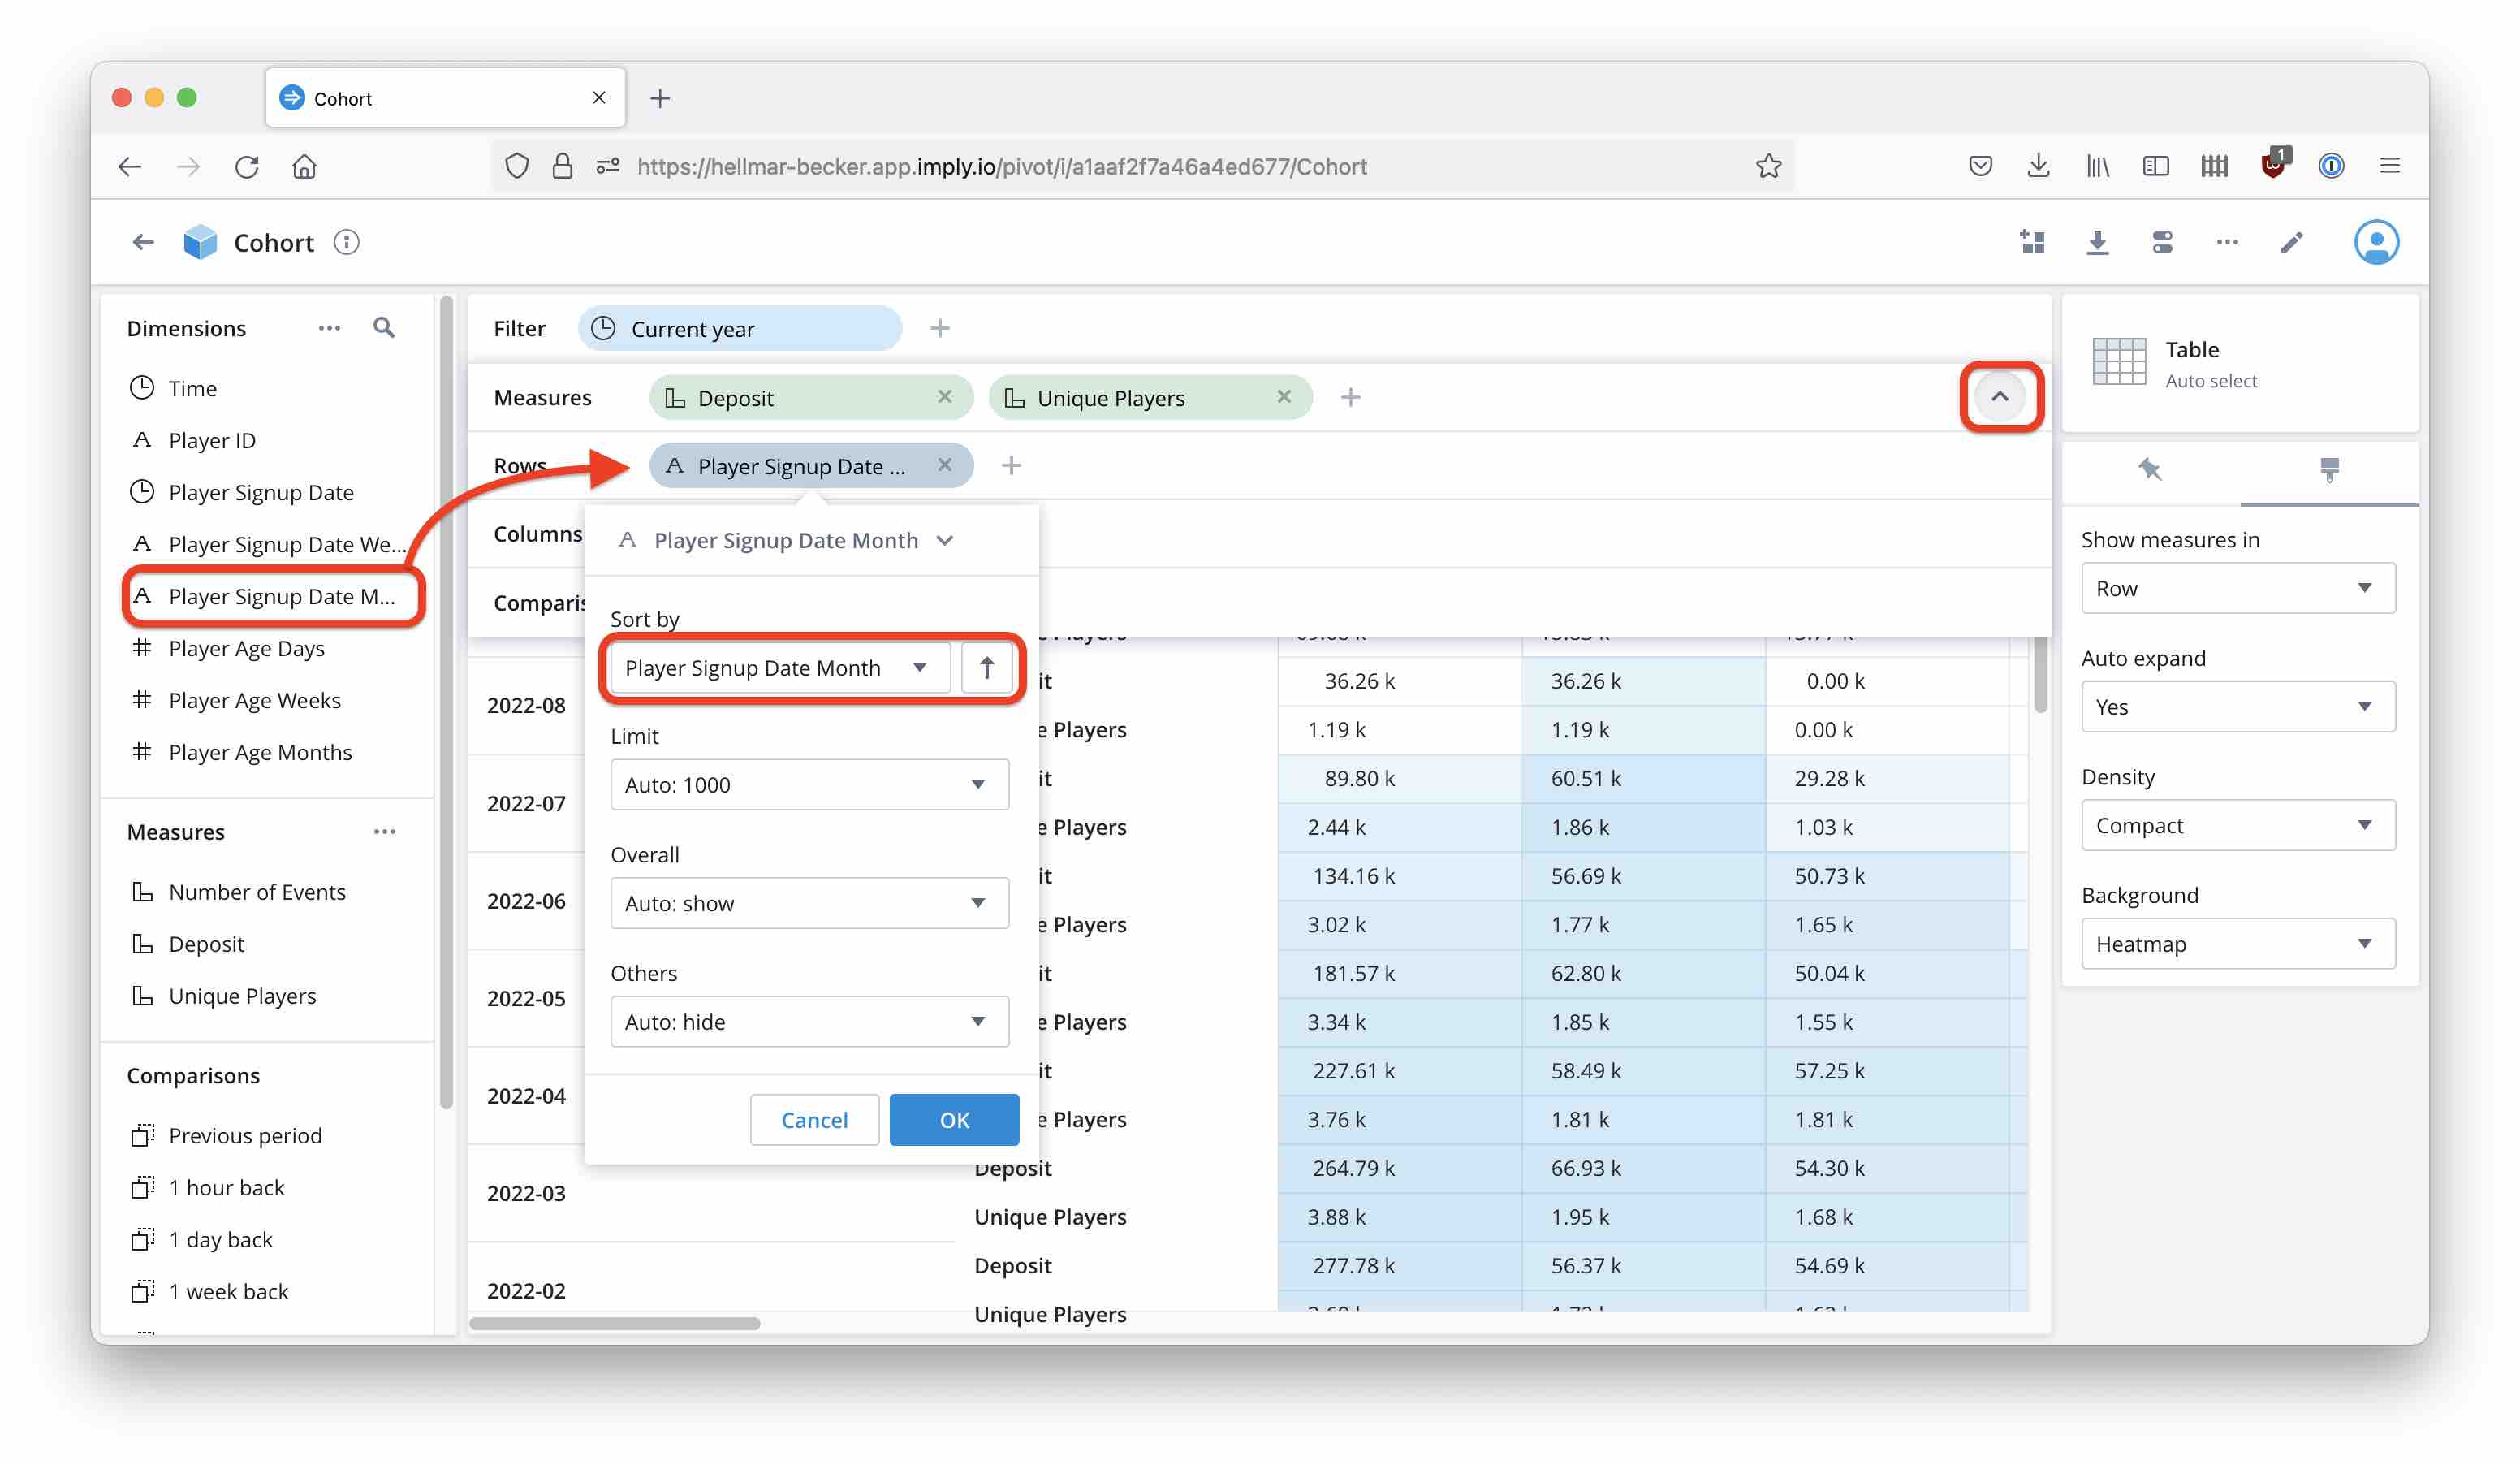 Cohort
1
https://hellmar-becker.app.imply.io/pivot/i/a1aaf2f7a46a4ed677/Cohort
Cohort
Dimensions
Time
Player ID
Player Signup Date
Player Signup Date We...
Player Signup Date M...
Player Age Days
Player Age Weeks
Player Age Months
Measures
Number of Events
Deposit
Unique Players
Comparisons
Previous period
1 hour back
1 day back
1 week back
Filter
Current year
Measures
Deposit
Unique Players
Rows
Player Signup Date ...
Columns
Player Signup Date Month
Sort by
Player Signup Date Month
Limit
Auto: 1000
Overall
Auto: show
Others
Auto: hide
Cancel
OK
2022-08
36.26 k 36.26 k 0.00 k
Players 1.19 k 1.19 k 0.00 k
2022-07
89.80 k 60.51 k 29.28 k
Players 2.44 k 1.86 k 1.03 k
2022-06
134.16 k 56.69 k 50.73 k
Players 3.02 k 1.77 k 1.65 k
2022-05
181.57 k 62.80 k 50.04 k
Players 3.34 k 1.85 k 1.55 k
2022-04
227.61 k 58.49 k 57.25 k
Players 3.76 k 1.81 k 1.81 k
2022-03
Deposit 264.79 k 66.93 k 54.30 k
Unique Players 3.88 k 1.95 k 1.68 k
2022-02
Deposit 277.78 k 56.37 k 54.69 k
Unique Players
Table
Auto select
Show measures in
Row
Auto expand
Yes
Density
Compact
Background
Heatmap